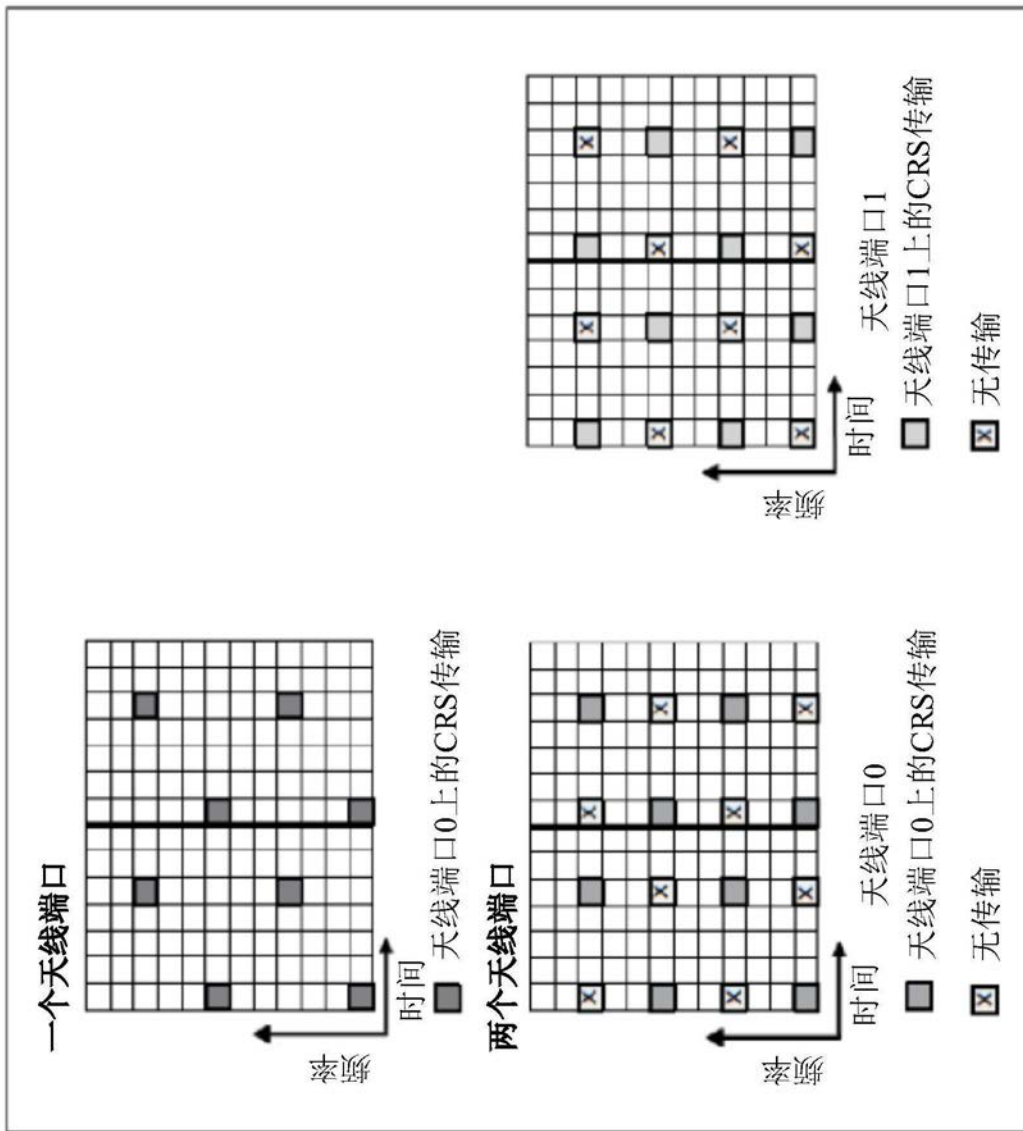 一个天线端口
频率
时间
天线端口0上的CRS传输
两个天线端口
频率
时间
天线端口0
天线端口0上的CRS传输
无传输
频率
时间
天线端口1
天线端口1上的CRS传输
无传输